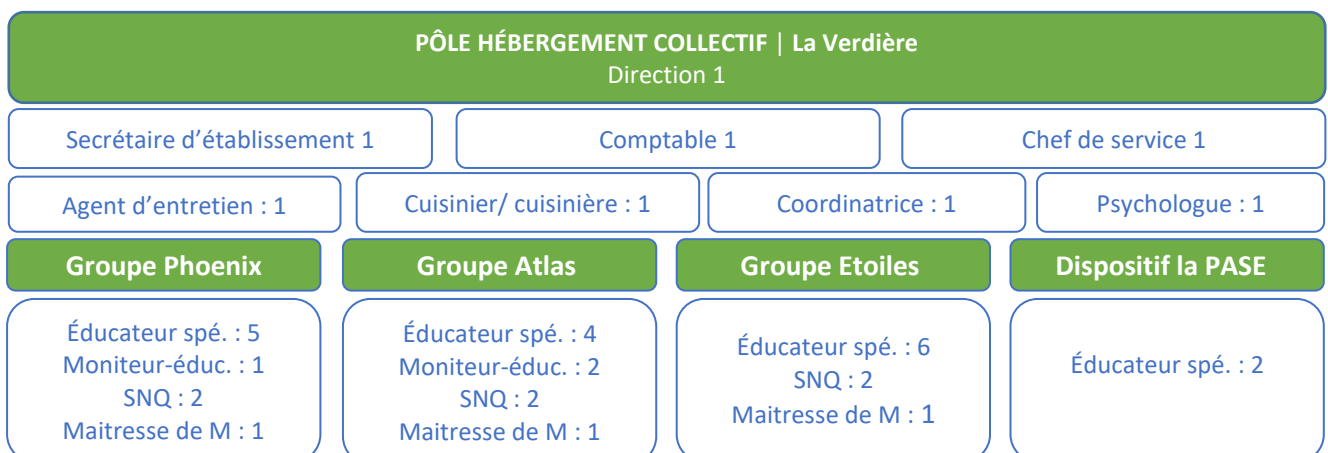 PÔLE HÉBERGEMENT COLLECTIF | La Verdière
Direction 1
Secrétaire d'établissement 1
Comptable 1
Chef de service 1
Agent d'entretien : 1
Cuisinier/ cuisinière : 1
Coordinatrice : 1
Psychologue : 1
Groupe Phoenix
Groupe Atlas
Groupe Etoiles
Dispositif la PASE
Éducateur spé. : 5
Moniteur-éduc. : 1
SNQ : 2
Maitresse de M : 1
Éducateur spé. : 4
Moniteur-éduc. : 2
SNQ : 2
Maitresse de M : 1
Éducateur spé. : 6
SNQ : 2
Maitresse de M : 1
Éducateur spé. : 2